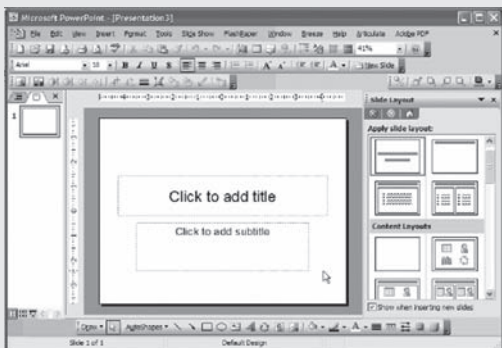 Microsoft PowerPoint - [Presentation3]
File Edit View Insert Format Tools Slide Show FlashPaper Window Breeze Help Articulate Adobe PDF
41%
Arial 18 B I U S A New Slide
Slide Layout
Apply slide layout:
1
Click to add title
Click to add subtitle
Content Layouts
Show when inserting new slides
Draw AutoShapes
Slide 1 of 1 Default Design